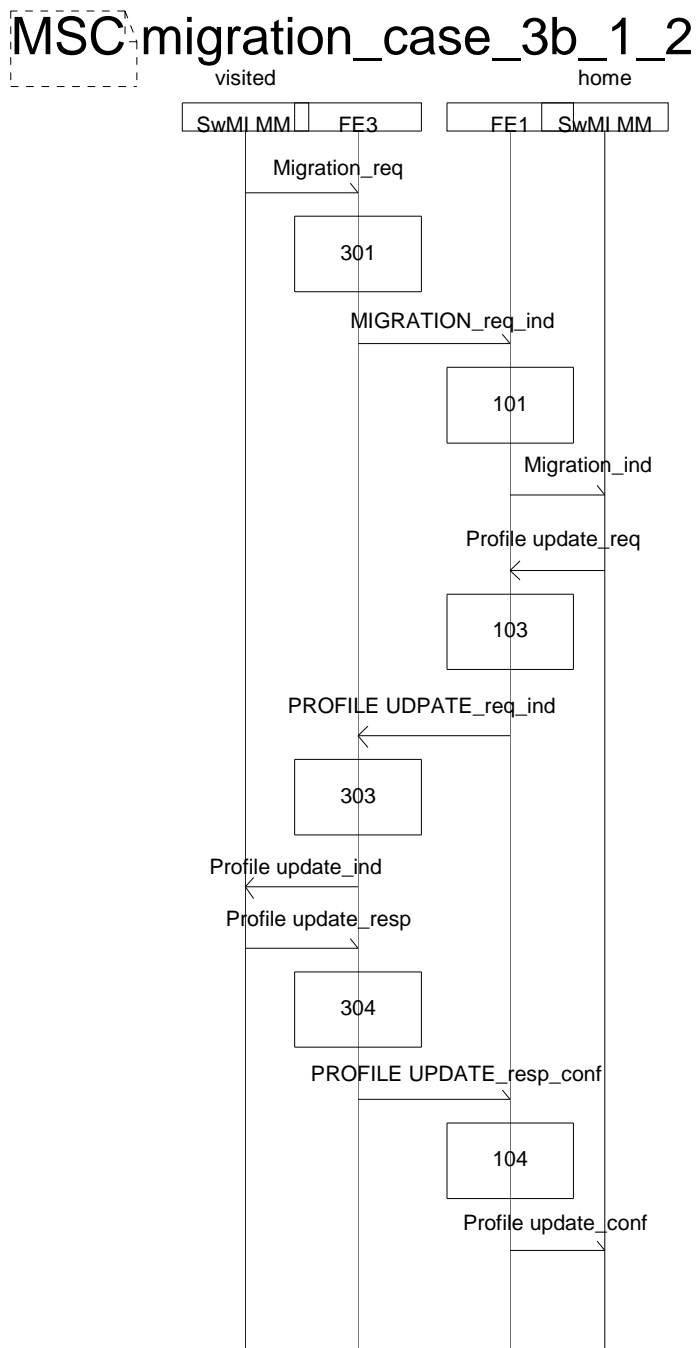 MSC migration_case_3b_1_2
visited home
SwMI MM FE3 FE1 SwMI MM
Migration_req
301
MIGRATION_req_ind
101
Migration_ind
Profile update_req
103
PROFILE UDPATE_req_ind
303
Profile update_ind
Profile update_resp
304
PROFILE UPDATE_resp_conf
104
Profile update_conf